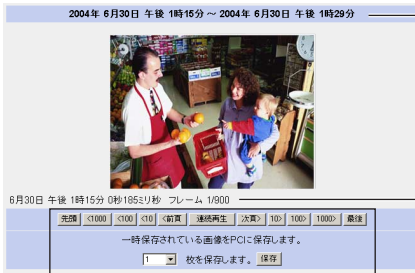 2004年 6月30日 午後 1時15分 ～ 2004年 6月30日 午後 1時29分
6月30日 午後 1時15分 0秒185ミリ秒 フレーム 1/900
先頭 <1000 <100 <10 <前頁 連続再生 次頁> 10> 100> 1000> 最後
一時保存されている画像をPCに保存します。
1 枚を保存します。 保存